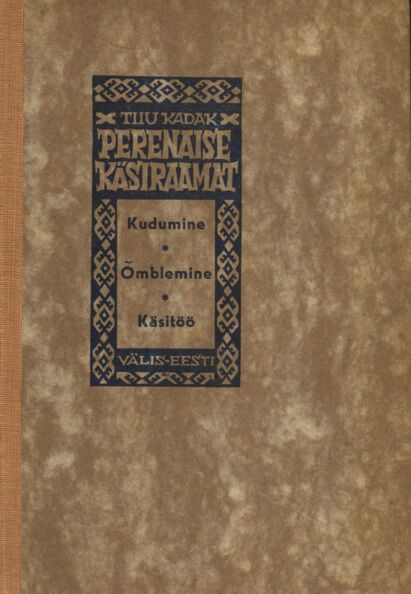 TIIU KADAK
PERENAISE
KÄSIRAAMAT
Kudumine
*
Õmblemine
*
Käsitöö
VÄLIS-EESTI